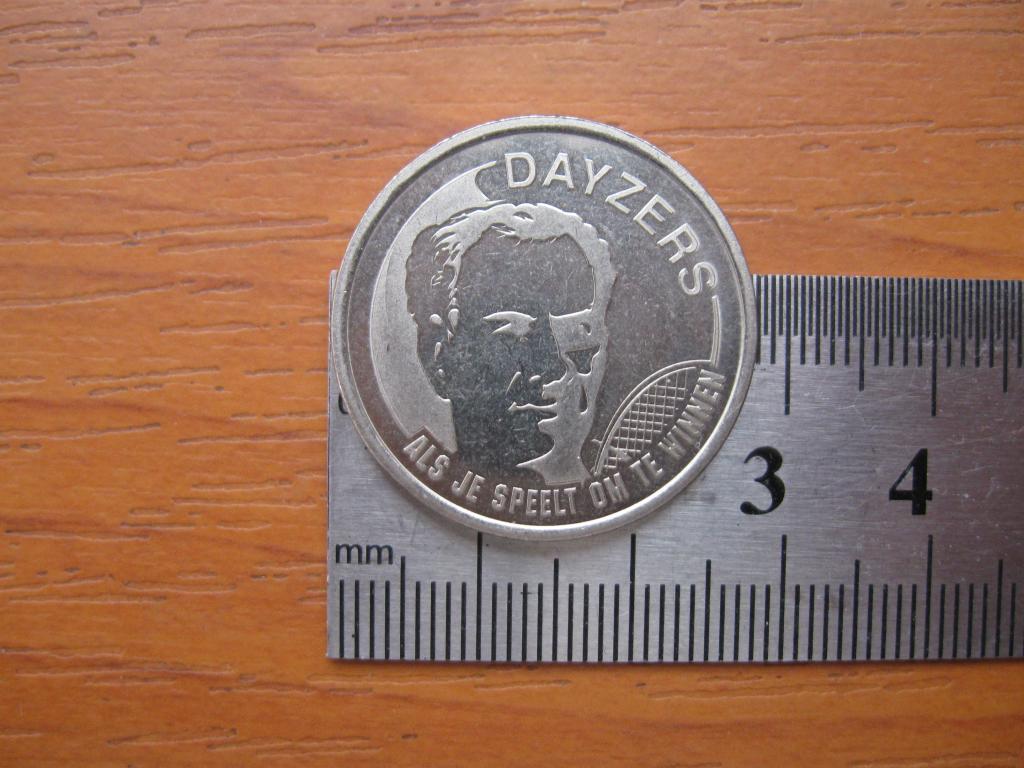 DAYZERS
ALS JE SPEELT OM TE WINNEN
3 4
mm